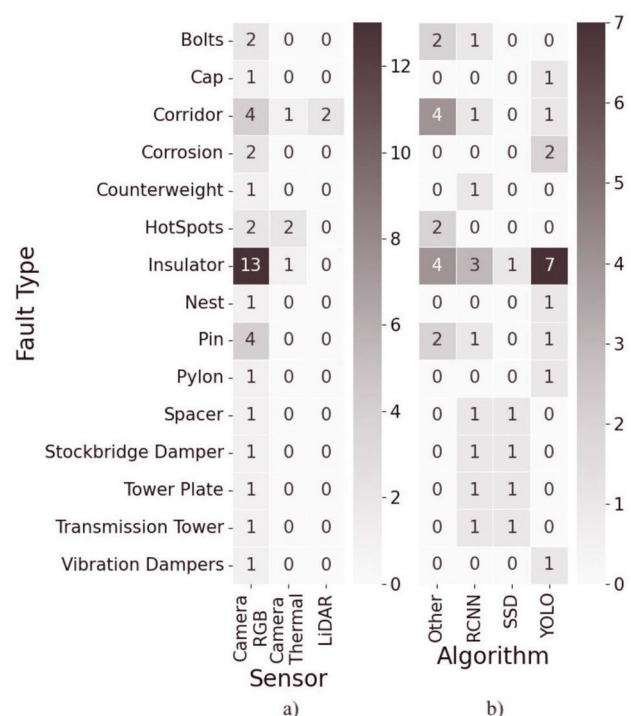 Fault Type
Bolts 2 0 0 2 1 0 0
Cap 1 0 0 0 0 0 1
Corridor 4 1 2 4 1 0 1
Corrosion 2 0 0 0 0 0 2
Counterweight 1 0 0 0 1 0 0
HotSpots 2 2 0 2 0 0 0
Insulator 13 1 0 4 3 1 7
Nest 1 0 0 0 0 0 1
Pin 4 0 0 2 1 0 1
Pylon 1 0 0 0 0 0 1
Spacer 1 0 0 0 1 1 0
Stockbridge Damper 1 0 0 0 1 1 0
Tower Plate 1 0 0 0 1 1 0
Transmission Tower 1 0 0 0 1 1 0
Vibration Dampers 1 0 0 0 0 0 1
12
10
8
6
4
2
0
7
6
5
4
3
2
1
0
Camera
RGB
Camera
Thermal
LiDAR
Sensor
a)
Other
RCNN
SSD
YOLO
Algorithm
b)